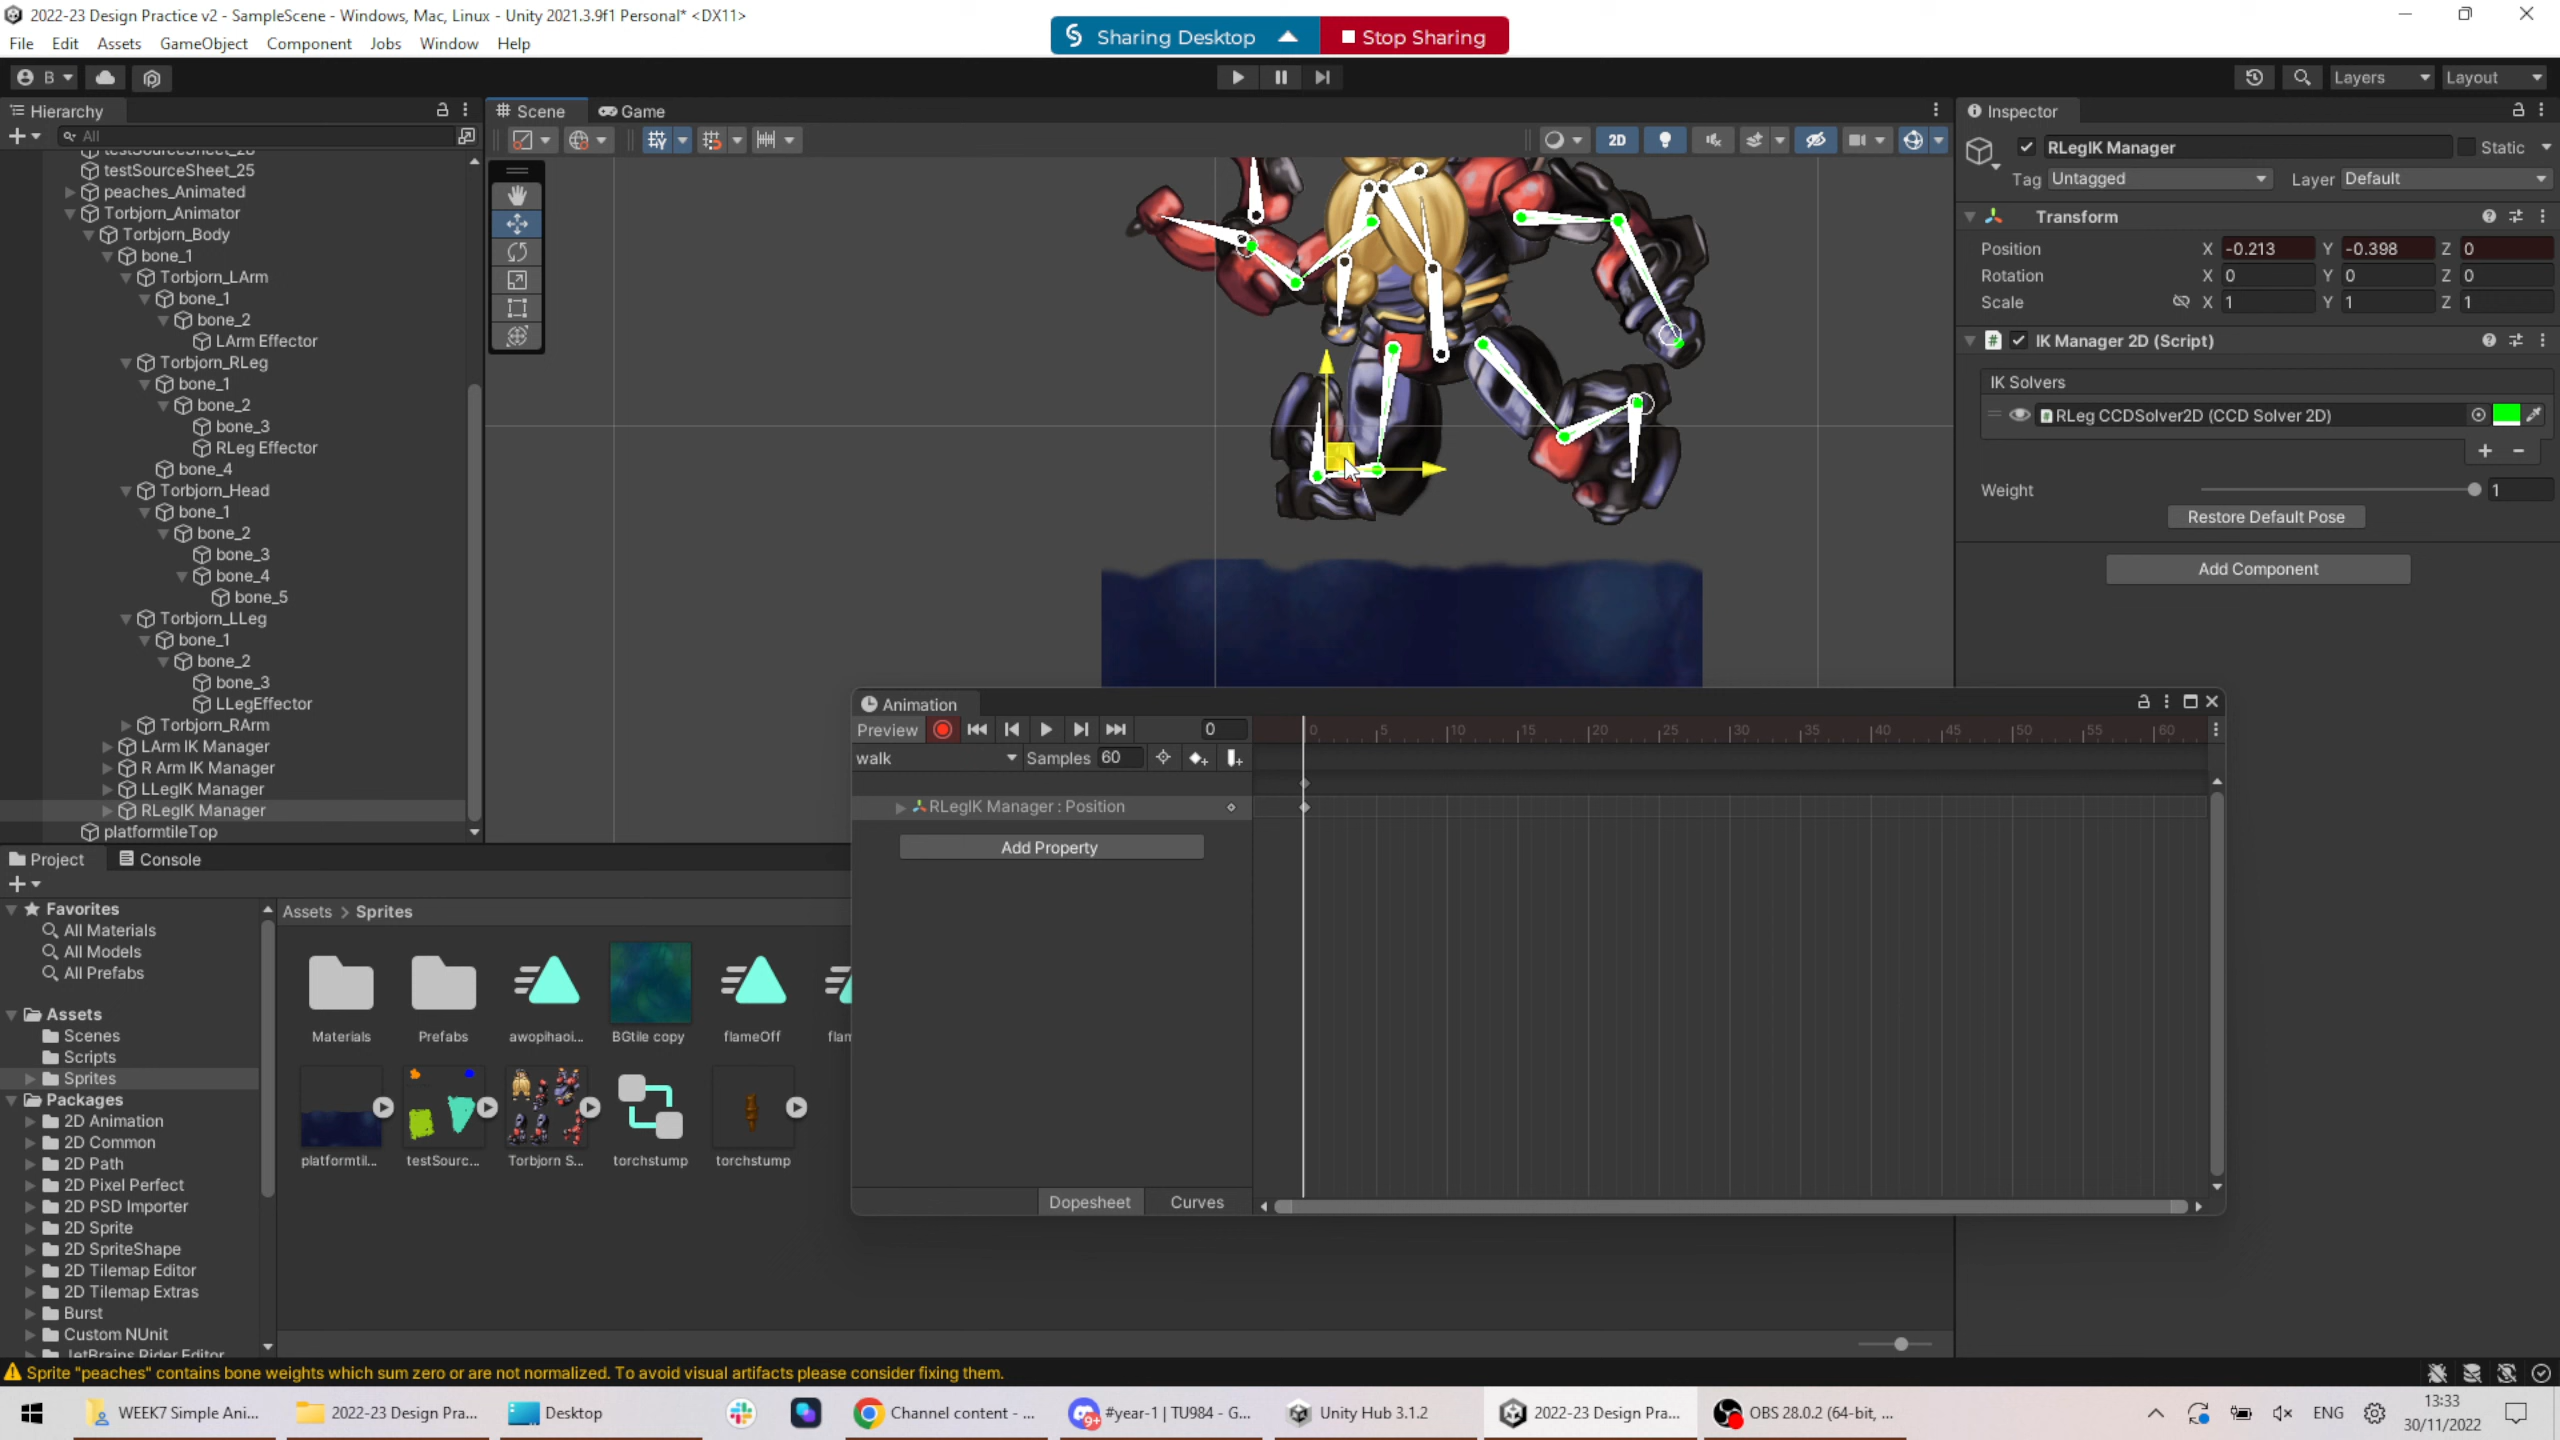 2022-23 Design Practice v2 - SampleScene - Windows, Mac, Linux - Unity 2021.3.9f1 Personal* <DX11>
Sharing Desktop
Stop Sharing
File Edit Assets GameObject Component Jobs Window Help
B
Layers
Layout
Hierarchy
All
testSourceSheet_25
peaches_Animated
Torbjorn_Animator
Torbjorn_Body
bone_1
Torbjorn_LArm
bone_1
bone_2
LArm Effector
Torbjorn_RLeg
bone_1
bone_2
bone_3
RLeg Effector
bone_4
Torbjorn_Head
bone_1
bone_2
bone_3
bone_4
bone_5
Torbjorn_LLeg
bone_1
bone_2
bone_3
LLegEffector
Torbjorn_RArm
LArm IK Manager
R Arm IK Manager
LLegIK Manager
RLegIK Manager
platformtileTop
Scene
Game
2D
Inspector
RLegIK Manager
Static
Tag Untagged Layer Default
Transform
Position X -0.213 Y -0.398 Z 0
Rotation X 0 Y 0 Z 0
Scale X 1 Y 1 Z 1
# IK Manager 2D (Script)
IK Solvers
RLeg CCDSolver2D (CCD Solver 2D)
+ −
Weight 1
Restore Default Pose
Add Component
Animation
Preview 0
0 5 10 15 20 25 30 35 40 45 50 55 60
walk Samples 60
RLegIK Manager : Position
Add Property
Dopesheet Curves
Project
Console
Favorites
All Materials
All Models
All Prefabs
Assets
Scenes
Scripts
Sprites
Packages
2D Animation
2D Common
2D Path
2D Pixel Perfect
2D PSD Importer
2D Sprite
2D SpriteShape
2D Tilemap Editor
2D Tilemap Extras
Burst
Custom NUnit
JetBrains Rider Editor
Assets > Sprites
Materials Prefabs awopihaoi... BGtile copy flameOff flam
platformtil... testSourc... Torbjorn S... torchstump torchstump
Sprite "peaches" contains bone weights which sum zero or are not normalized. To avoid visual artifacts please consider fixing them.
WEEK7 Simple Ani...
2022-23 Design Pra...
Desktop
Channel content - ...
9+
#year-1 | TU984 - G...
Unity Hub 3.1.2
2022-23 Design Pra...
OBS 28.0.2 (64-bit, ...
ENG
13:33
30/11/2022